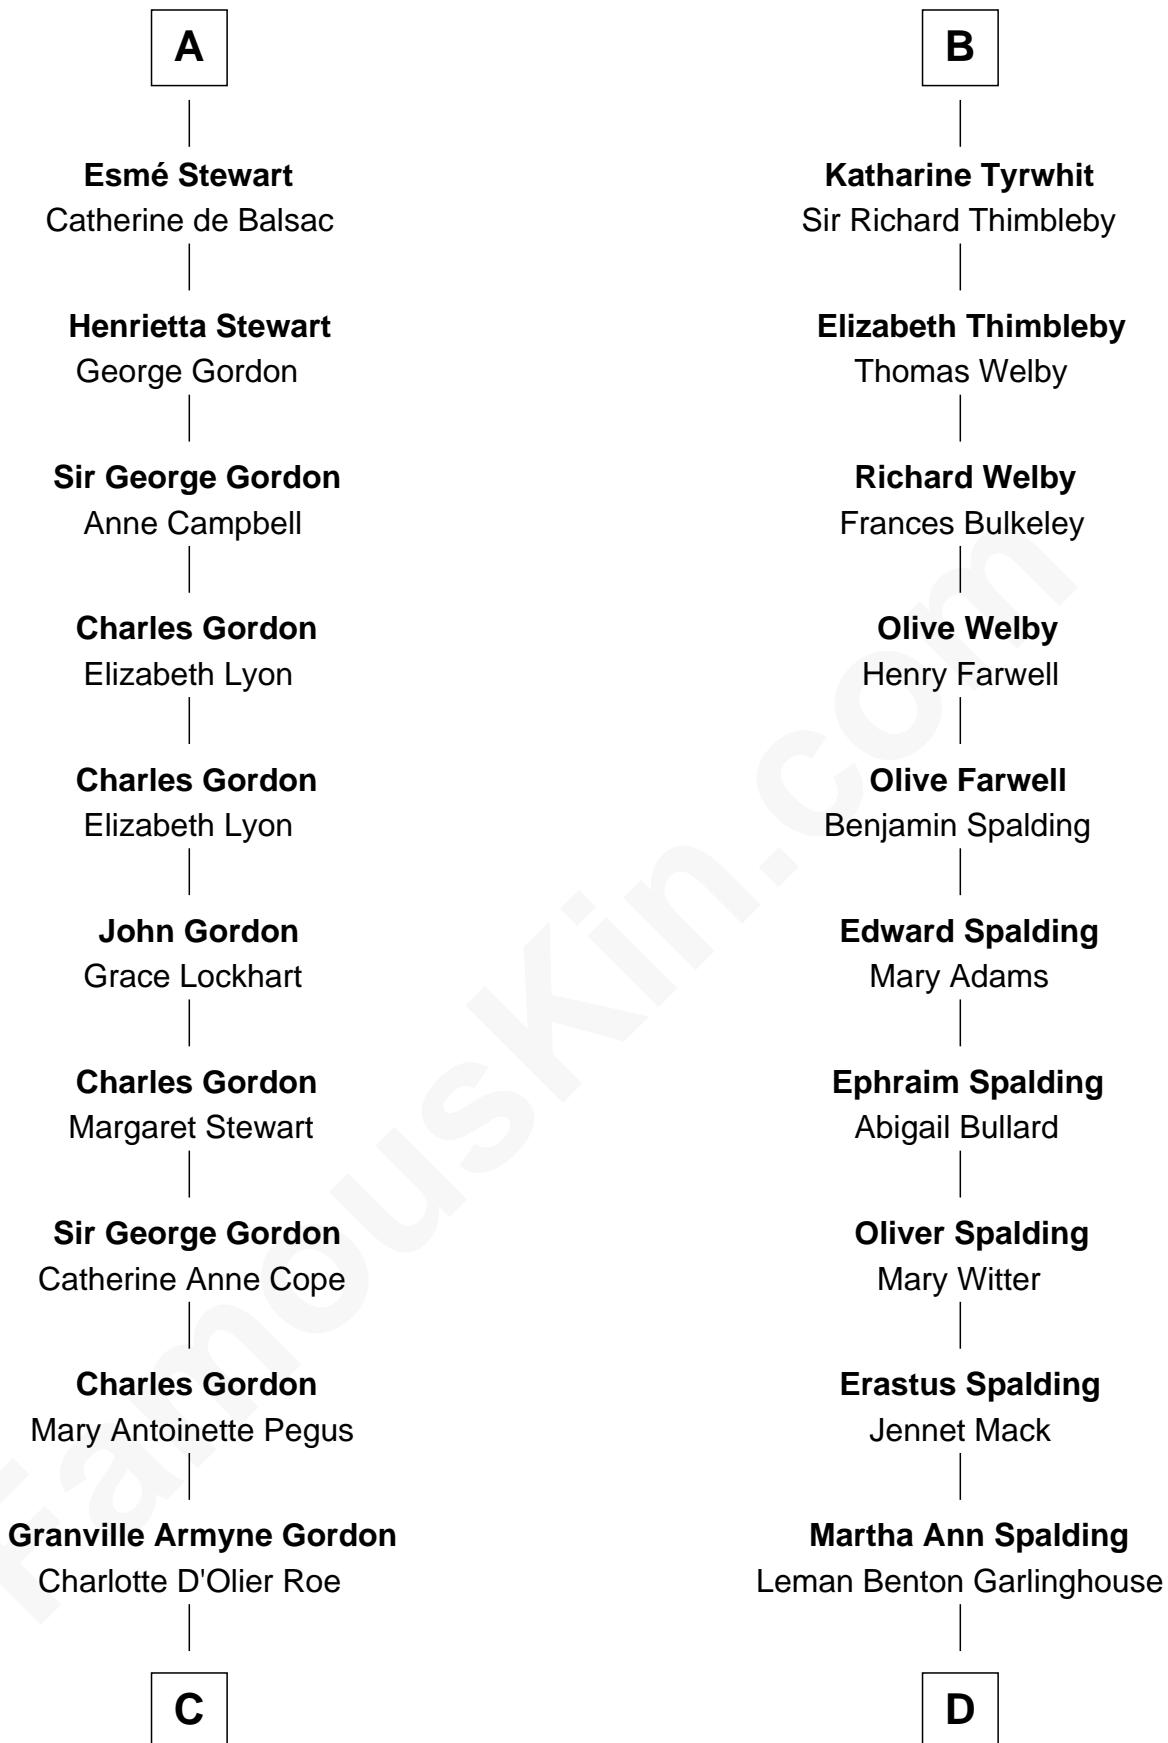 A
Esmé Stewart
Catherine de Balsac
Henrietta Stewart
George Gordon
Sir George Gordon
Anne Campbell
Charles Gordon
Elizabeth Lyon
Charles Gordon
Elizabeth Lyon
John Gordon
Grace Lockhart
Charles Gordon
Margaret Stewart
Sir George Gordon
Catherine Anne Cope
Charles Gordon
Mary Antoinette Pegus
Granville Armyne Gordon
Charlotte D'Olier Roe
C
B
Katharine Tyrwhit
Sir Richard Thimbleby
Elizabeth Thimbleby
Thomas Welby
Richard Welby
Frances Bulkeley
Olive Welby
Henry Farwell
Olive Farwell
Benjamin Spalding
Edward Spalding
Mary Adams
Ephraim Spalding
Abigail Bullard
Oliver Spalding
Mary Witter
Erastus Spalding
Jennet Mack
Martha Ann Spalding
Leman Benton Garlinghouse
D
FamousKin.com